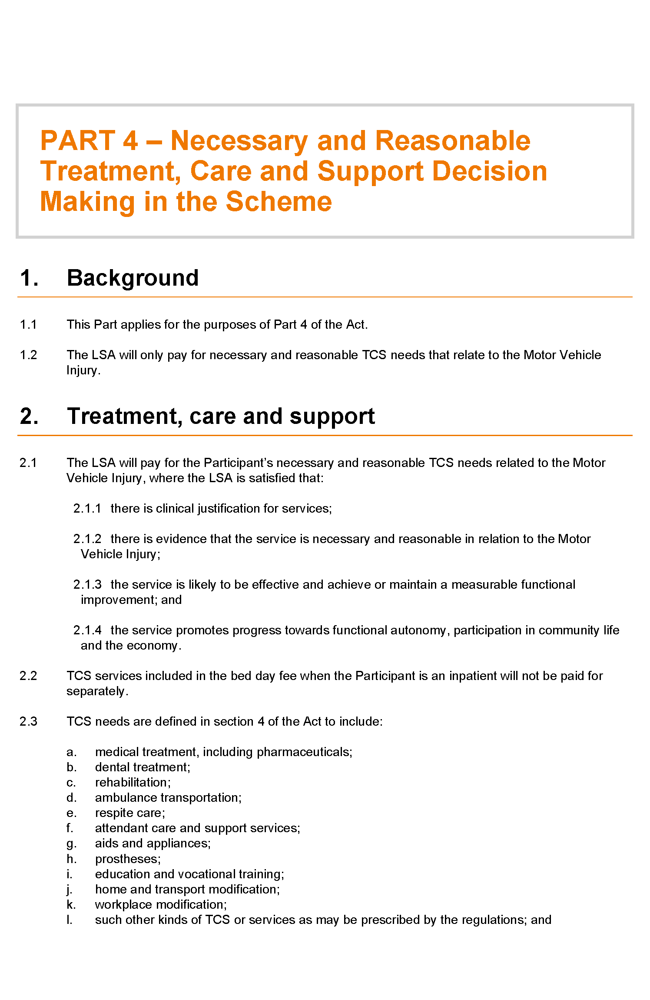 PART 4 – Necessary and Reasonable
Treatment, Care and Support Decision
Making in the Scheme
1. Background
1.1 This Part applies for the purposes of Part 4 of the Act.
1.2 The LSA will only pay for necessary and reasonable TCS needs that relate to the Motor Vehicle
Injury.
2. Treatment, care and support
2.1 The LSA will pay for the Participant’s necessary and reasonable TCS needs related to the Motor
Vehicle Injury, where the LSA is satisfied that:
2.1.1 there is clinical justification for services;
2.1.2 there is evidence that the service is necessary and reasonable in relation to the Motor
Vehicle Injury;
2.1.3 the service is likely to be effective and achieve or maintain a measurable functional
improvement; and
2.1.4 the service promotes progress towards functional autonomy, participation in community life
and the economy.
2.2 TCS services included in the bed day fee when the Participant is an inpatient will not be paid for
separately.
2.3 TCS needs are defined in section 4 of the Act to include:
a. medical treatment, including pharmaceuticals;
b. dental treatment;
c. rehabilitation;
d. ambulance transportation;
e. respite care;
f. attendant care and support services;
g. aids and appliances;
h. prostheses;
i. education and vocational training;
j. home and transport modification;
k. workplace modification;
l. such other kinds of TCS or services as may be prescribed by the regulations; and